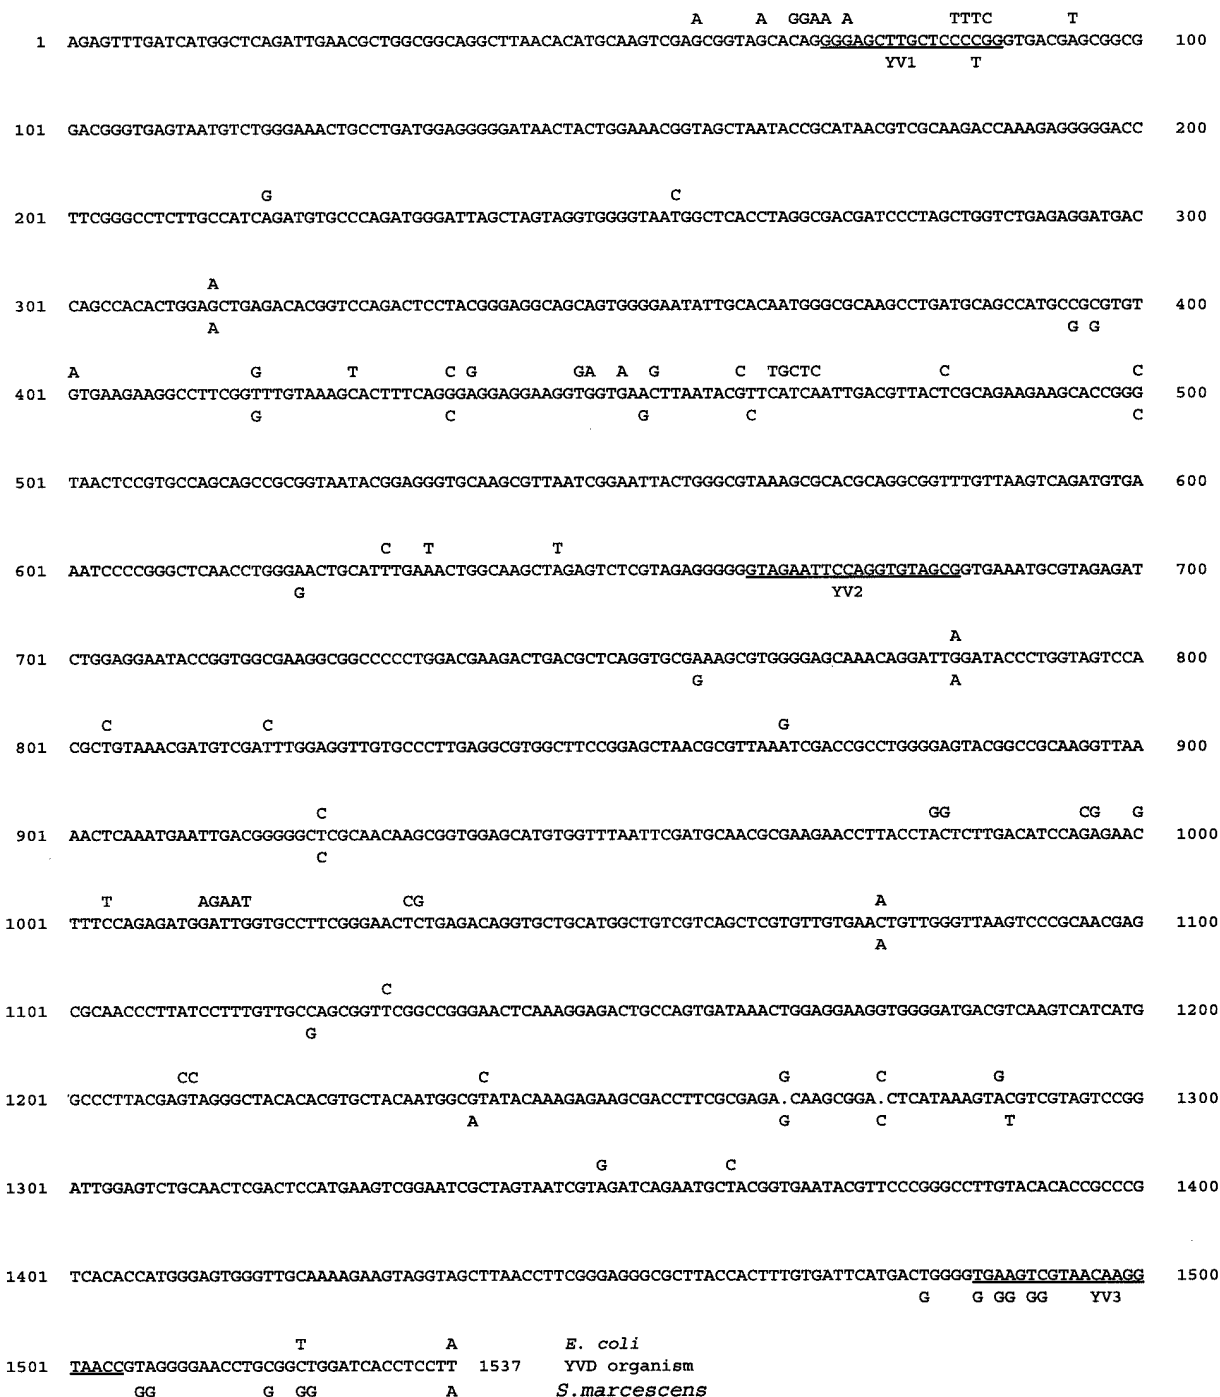 A A GGAA A TTTC T
1 AGAGTTTGATCATGGCTCAGATTGAACGCTGGCGGCAGGCTTAACACATGCAAGTCGAGCGGTAGCACAGGGGAGCTTGCTCCCCGGGTGACGAGCGGCG 100
YV1 T
101 GACGGGTGAGTAATGTCTGGGAAACTGCCTGATGGAGGGGGATAACTACTGGAAACGGTAGCTAATACCGCATAACGTCGCAAGACCAAAGAGGGGGACC 200
G C
201 TTCGGGCCTCTTGCCATCAGATGTGCCCAGATGGGATTAGCTAGTAGGTGGGGTAATGGCTCACCTAGGCGACGATCCCTAGCTGGTCTGAGAGGATGAC 300
A
301 CAGCCACACTGGAGCTGAGACACGGTCCAGACTCCTACGGGAGGCAGCAGTGGGGAATATTGCACAATGGGCGCAAGCCTGATGCAGCCATGCCGCGTGT 400
A G G
A G T C G GA A G C TGCTC C C
401 GTGAAGAAGGCCTTCGGTTTGTAAAGCACTTTCAGGGAGGAGGAAGGTGGTGAACTTAATACGTTCATCAATTGACGTTACTCGCAGAAGAAGCACCGGG 500
G C G C C
501 TAACTCCGTGCCAGCAGCCGCGGTAATACGGAGGGTGCAAGCGTTAATCGGAATTACTGGGCGTAAAGCGCACGCAGGCGGTTTGTTAAGTCAGATGTGA 600
C T T
601 AATCCCCGGGCTCAACCTGGGAACTGCATTTGAAACTGGCAAGCTAGAGTCTCGTAGAGGGGGGTAGAATTCCAGGTGTAGCGGTGAAATGCGTAGAGAT 700
G YV2
A
701 CTGGAGGAATACCGGTGGCGAAGGCGGCCCCCTGGACGAAGACTGACGCTCAGGTGCGAAAGCGTGGGGAGCAAACAGGATTGGATACCCTGGTAGTCCA 800
G A
C C G
801 CGCTGTAAACGATGTCGATTTGGAGGTTGTGCCCTTGAGGCGTGGCTTCCGGAGCTAACGCGTTAAATCGACCGCCTGGGGAGTACGGCCGCAAGGTTAA 900
C GG CG G
901 AACTCAAATGAATTGACGGGGGCTCGCAACAAGCGGTGGAGCATGTGGTTTAATTCGATGCAACGCGAAGAACCTTACCTACTCTTGACATCCAGAGAAC 1000
C
T AGAAT CG A
1001 TTTCCAGAGATGGATTGGTGCCTTCGGGAACTCTGAGACAGGTGCTGCATGGCTGTCGTCAGCTCGTGTTGTGAACTGTTGGGTTAAGTCCCGCAACGAG 1100
A
C
1101 CGCAACCCTTATCCTTTGTTGCCAGCGGTTCGGCCGGGAACTCAAAGGAGACTGCCAGTGATAAACTGGAGGAAGGTGGGGATGACGTCAAGTCATCATG 1200
G
CC C G C G
1201 GCCCTTACGAGTAGGGCTACACACGTGCTACAATGGCGTATACAAAGAGAAGCGACCTTCGCGAGA.CAAGCGGA.CTCATAAAGTACGTCGTAGTCCGG 1300
A G C T
G C
1301 ATTGGAGTCTGCAACTCGACTCCATGAAGTCGGAATCGCTAGTAATCGTAGATCAGAATGCTACGGTGAATACGTTCCCGGGCCTTGTACACACCGCCCG 1400
1401 TCACACCATGGGAGTGGGTTGCAAAAGAAGTAGGTAGCTTAACCTTCGGGAGGGCGCTTACCACTTTGTGATTCATGACTGGGGTGAAGTCGTAACAAGG 1500
G G GG GG YV3
T A E. coli
1501 TAACCGTAGGGGAACCTGCGGCTGGATCACCTCCTT 1537 YVD organism
GG G GG A S.marcescens